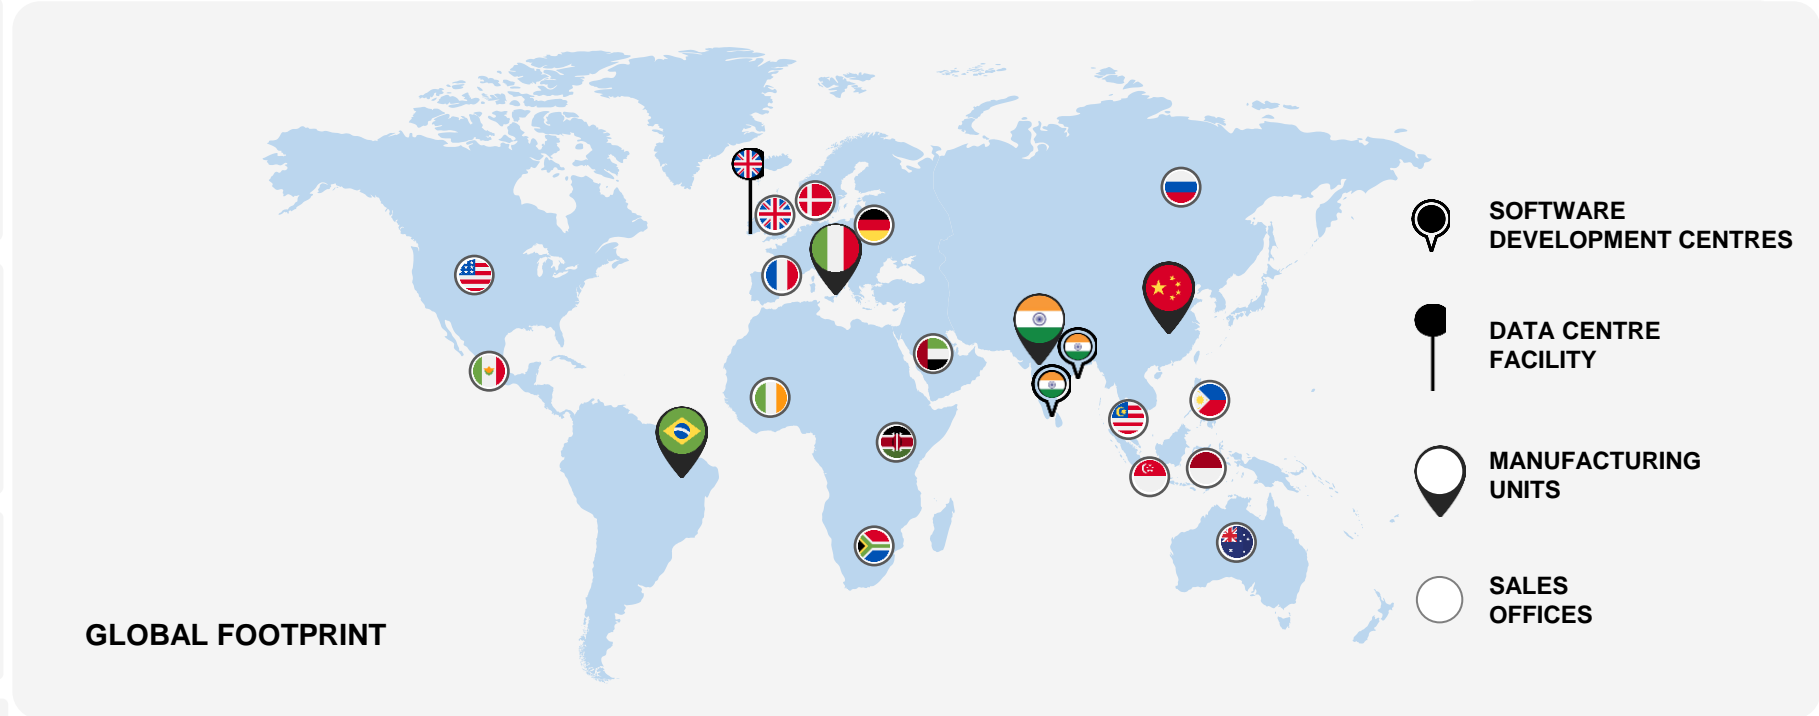 SOFTWARE
DEVELOPMENT CENTRES
DATA CENTRE
FACILITY
MANUFACTURING
UNITS
SALES
OFFICES
GLOBAL FOOTPRINT